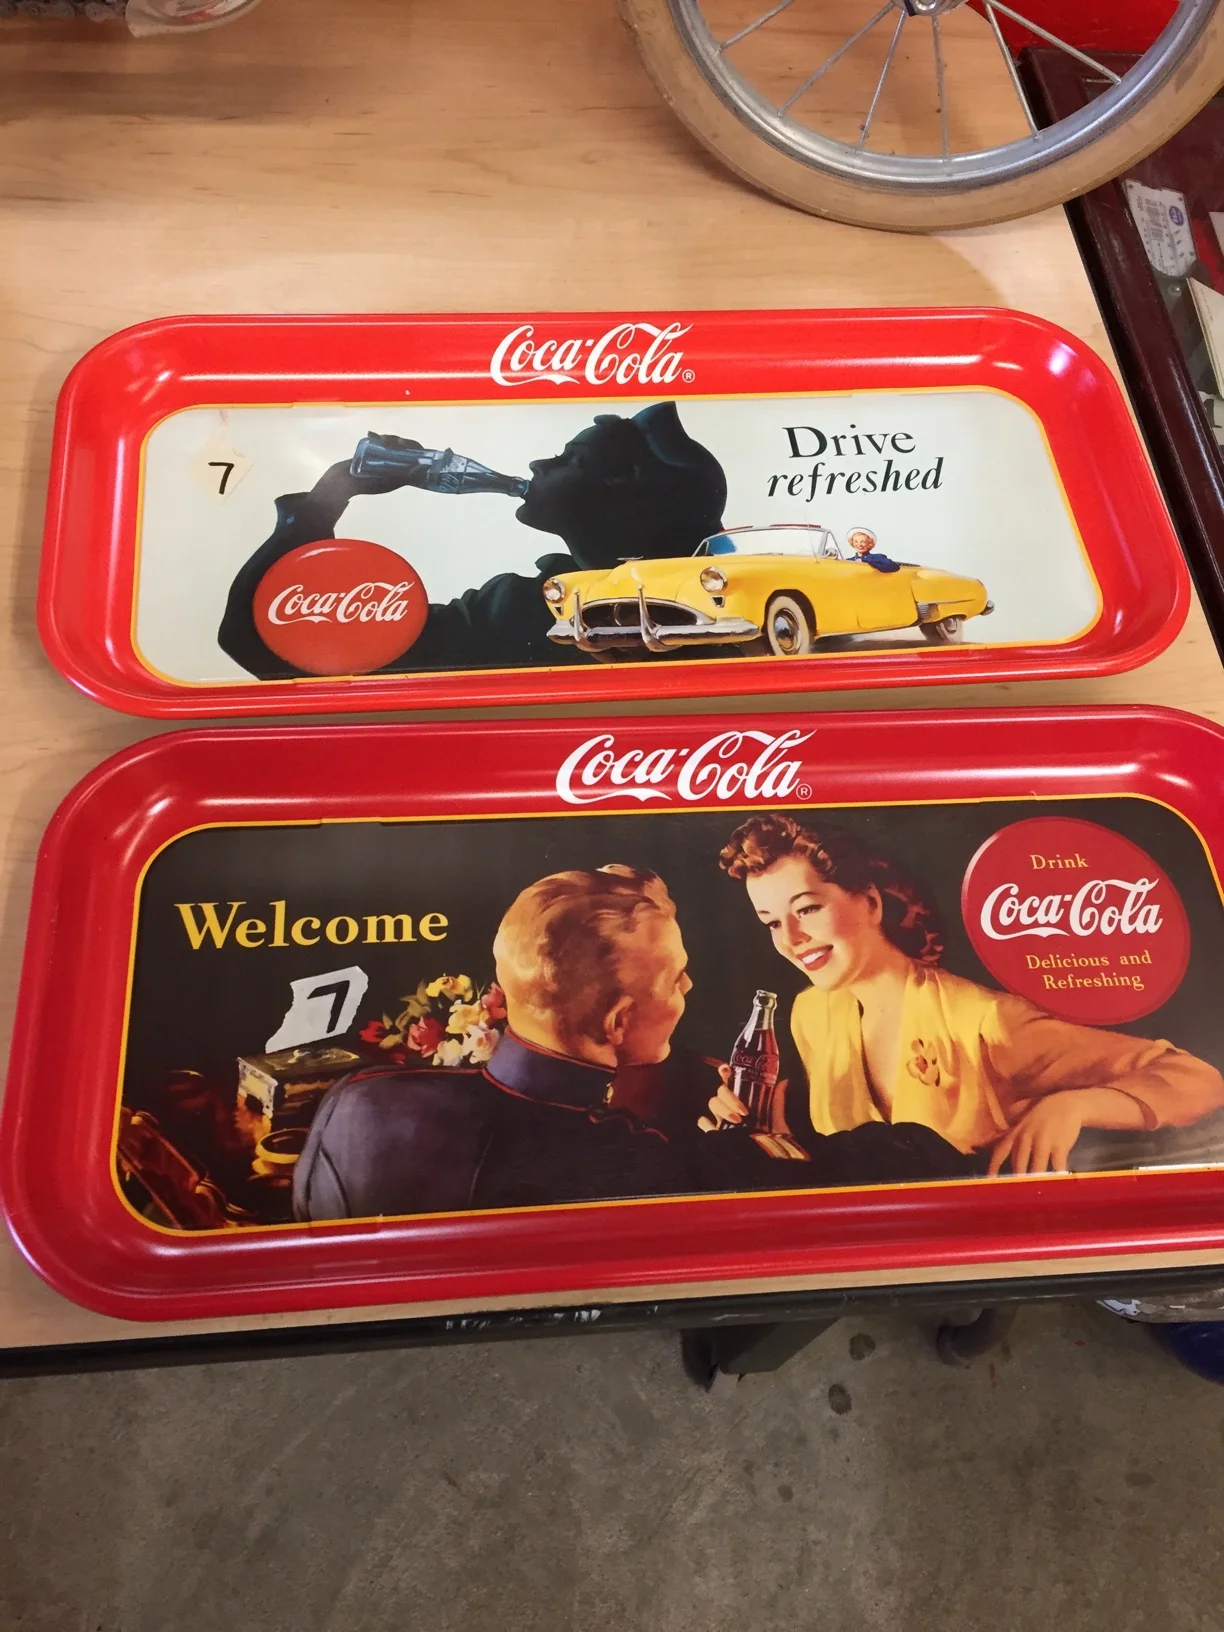 Coca-Cola®
Drive
refreshed
7
Coca-Cola
Coca-Cola®
Welcome
7
Drink
Coca-Cola
Delicious and
Refreshing